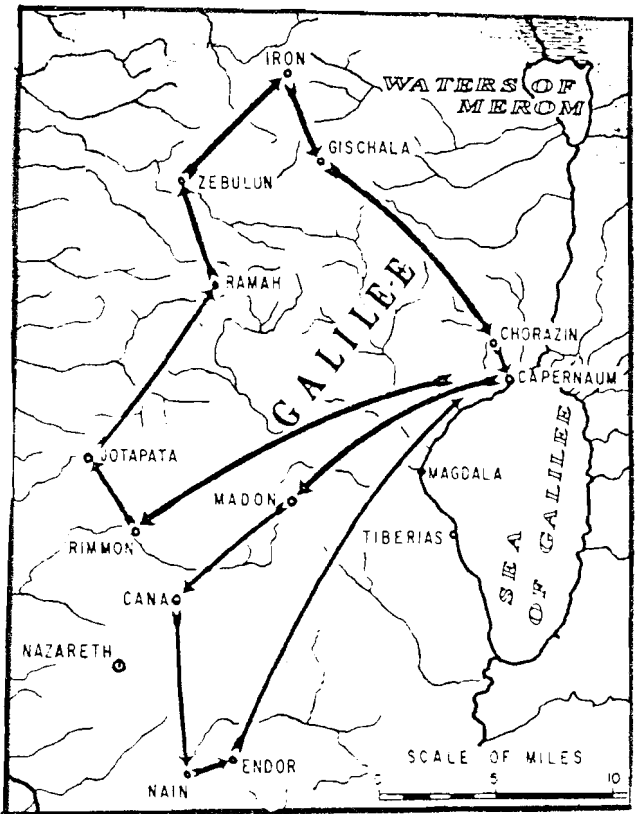 IRON
WATERS OF
MEROM
GISCHALA
ZEBULUN
RAMAH
GALILEE
CHORAZIN
CAPERNAUM
JOTAPATA
MAGDALA
MADON
RIMMON
TIBERIAS
SEA
OF GALILEE
CANA
NAZARETH
ENDOR
NAIN
SCALE OF MILES
5
10